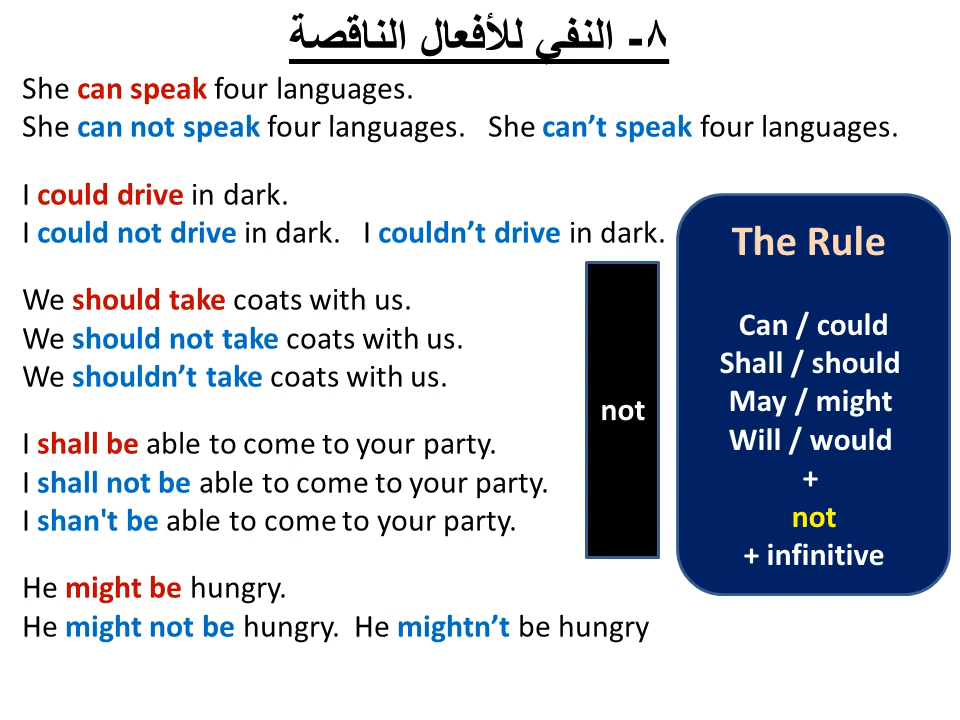 ٨- النفي للأفعال الناقصة
She can speak four languages.
She can not speak four languages. She can’t speak four languages.
I could drive in dark.
I could not drive in dark. I couldn’t drive in dark.
We should take coats with us.
We should not take coats with us.
We shouldn’t take coats with us.
I shall be able to come to your party.
I shall not be able to come to your party.
I shan't be able to come to your party.
He might be hungry.
He might not be hungry. He mightn’t be hungry
not
The Rule
Can / could
Shall / should
May / might
Will / would
+
not
+ infinitive